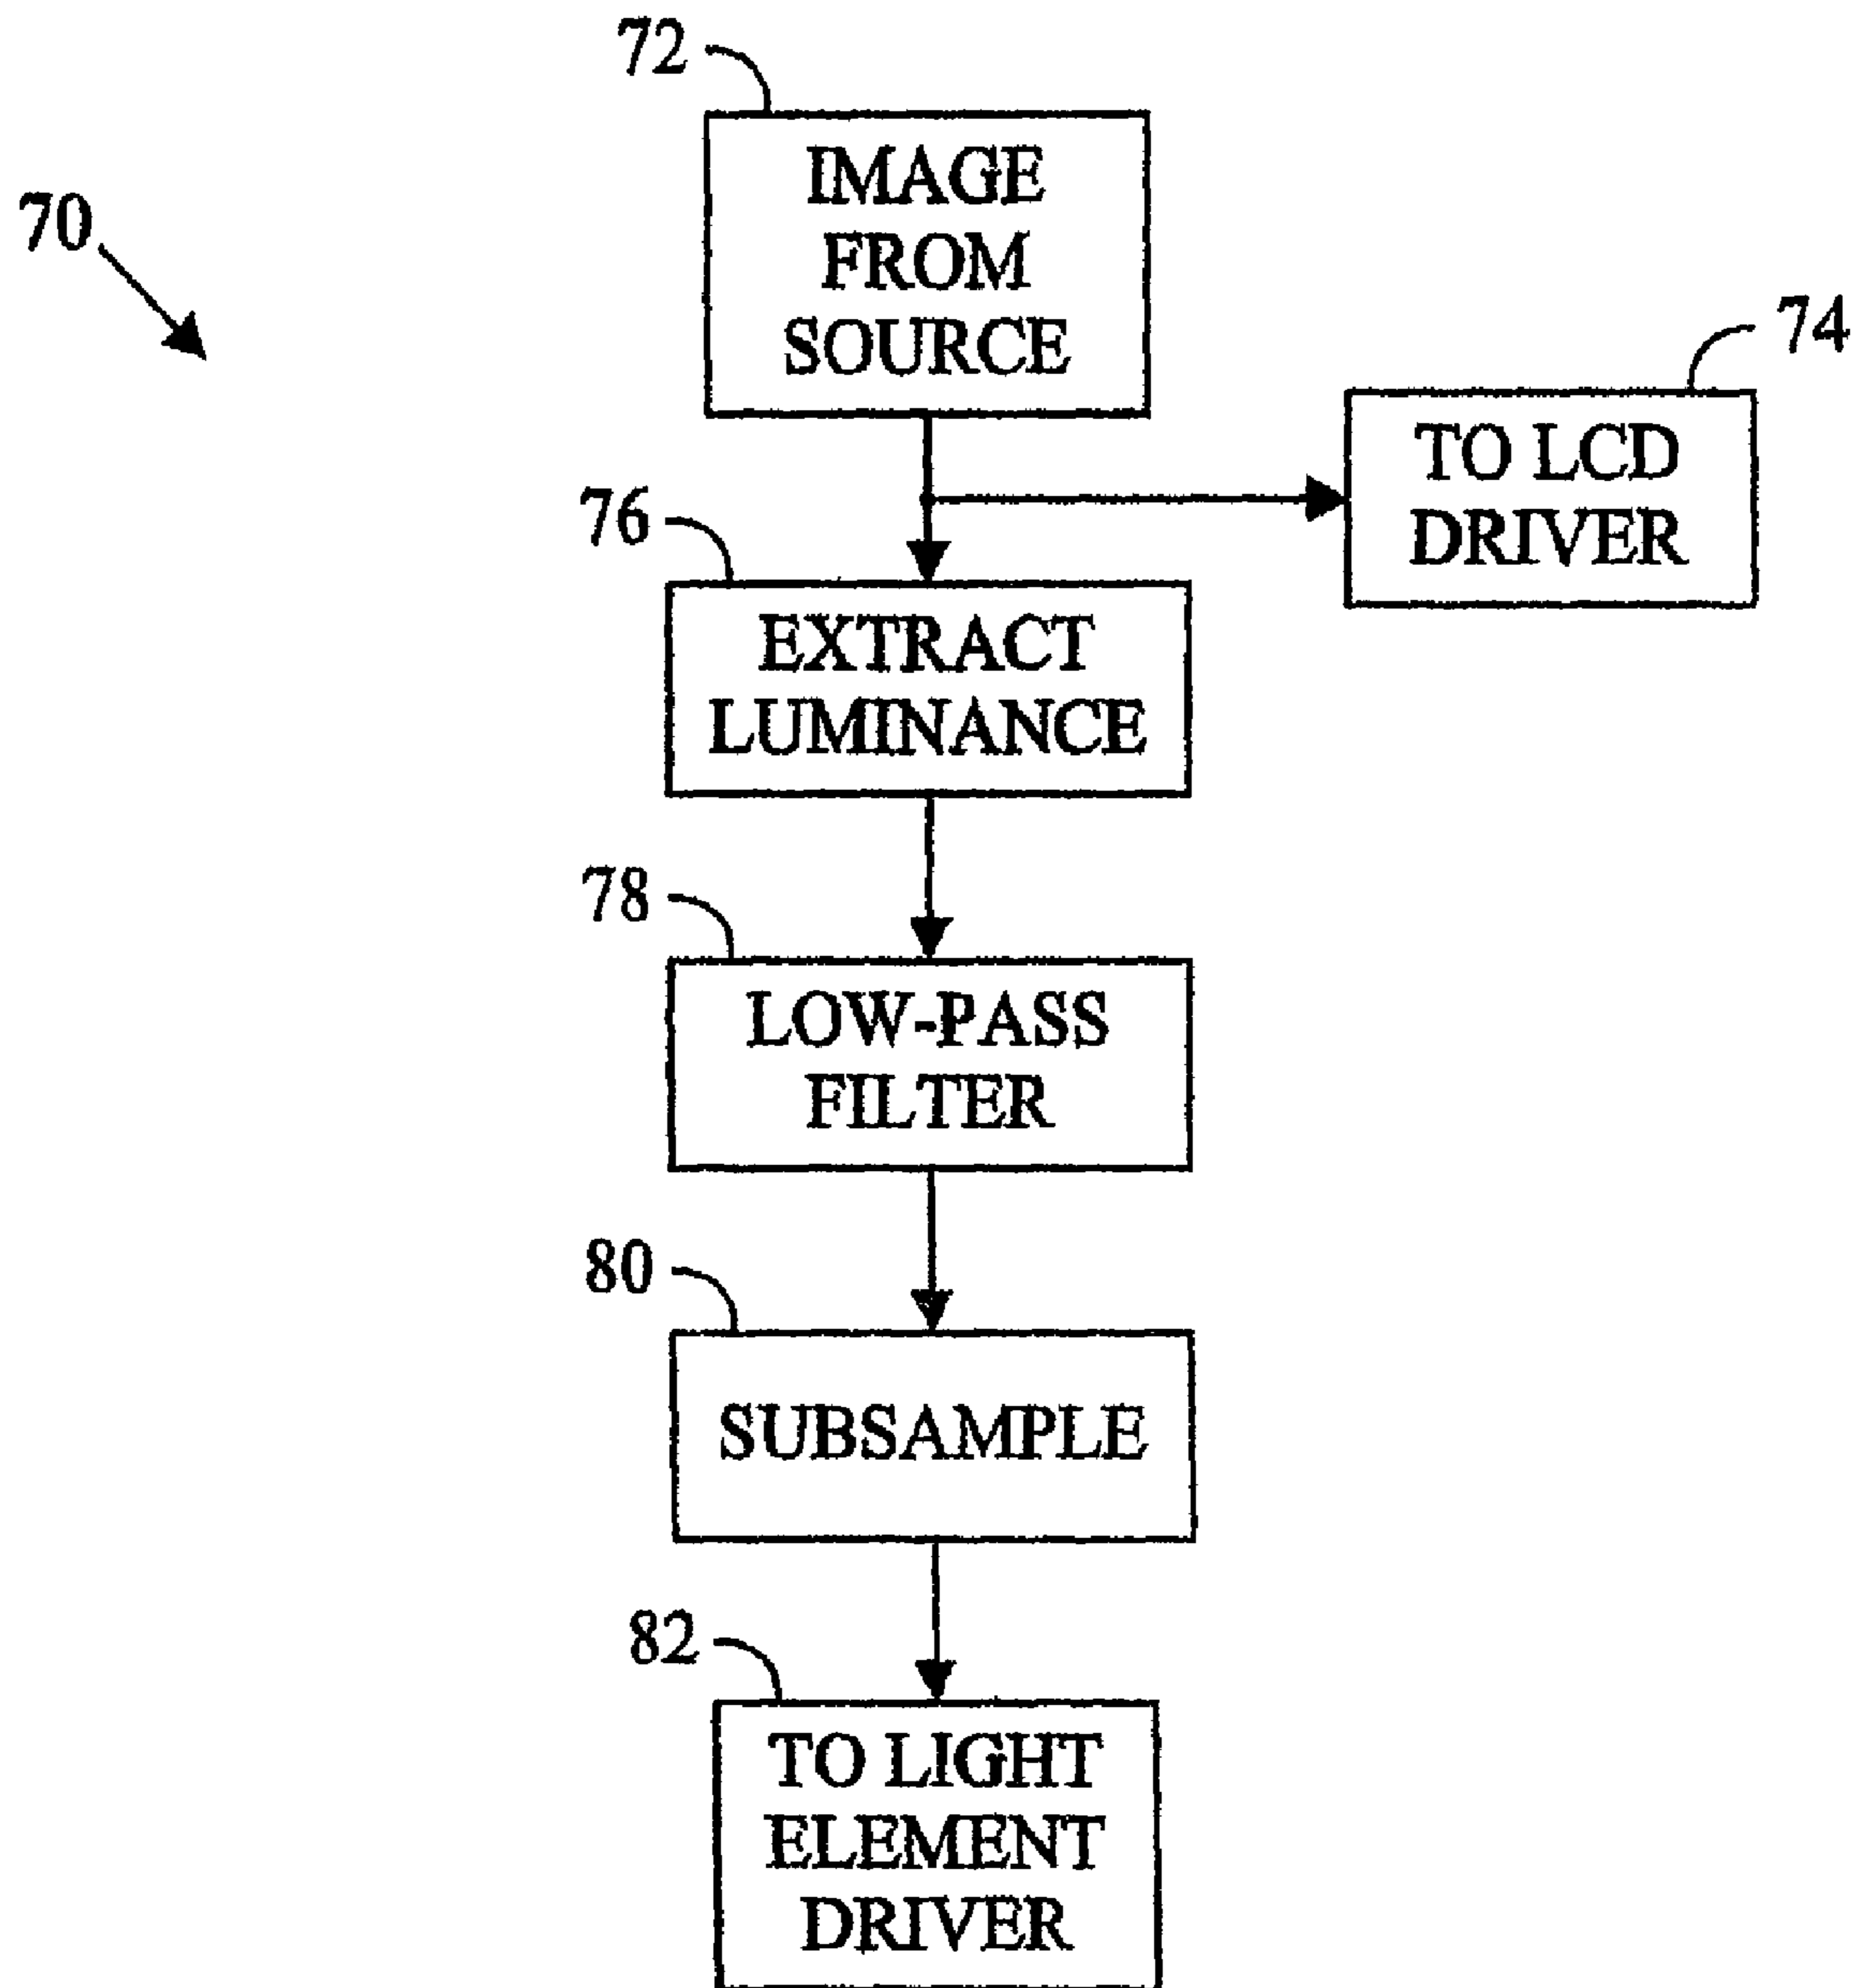 72
IMAGE
FROM
SOURCE
70
74
TO LCD
DRIVER
76
EXTRACT
LUMINANCE
78
LOW-PASS
FILTER
80
SUBSAMPLE
82
TO LIGHT
ELEMENT
DRIVER